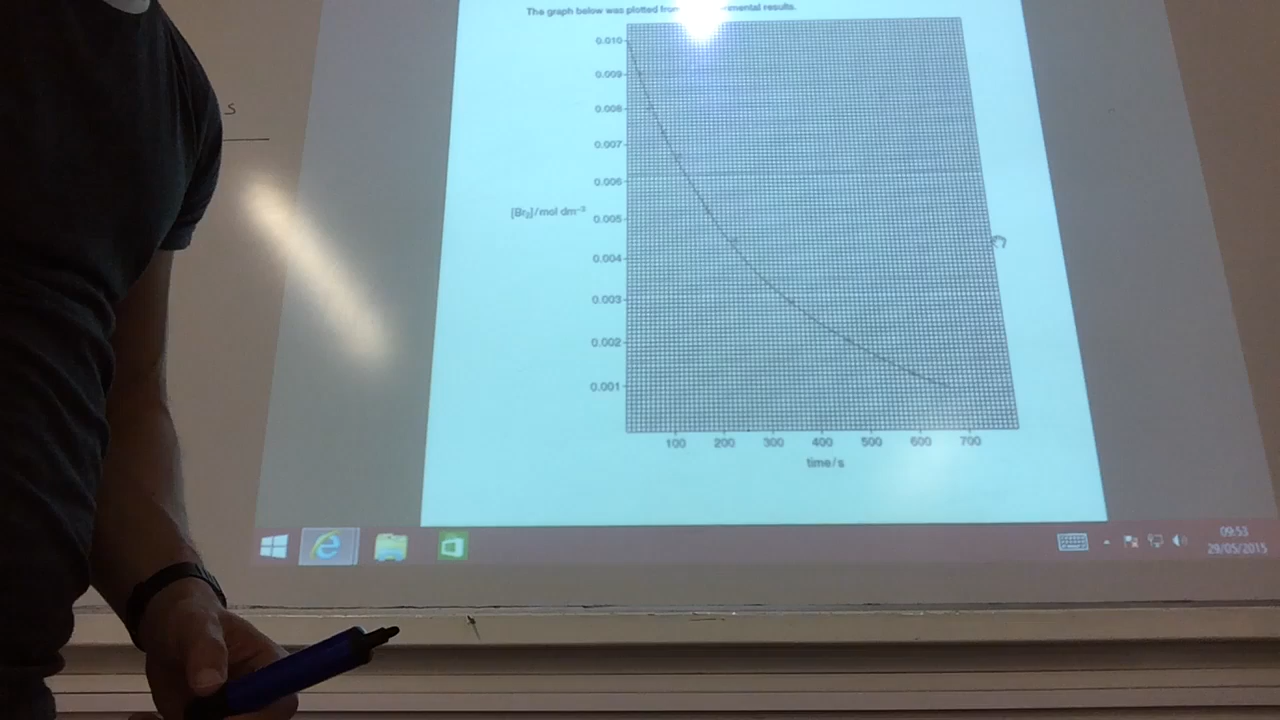 The graph below was plotted from mental results.
s
0.010
0.009
0.008
0.007
0.006
[Br₂]/mol dm⁻³
0.005
0.004
0.003
0.002
0.001
100 200 300 400 500 600 700
time/s
09:53
29/05/2015